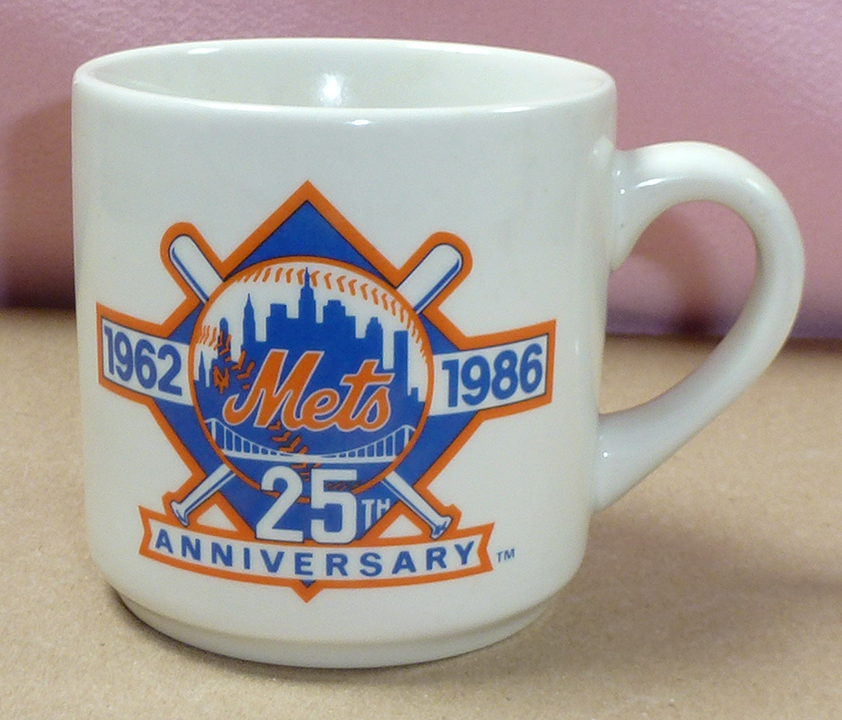 1962
Mets
1986
25TH
ANNIVERSARY TM